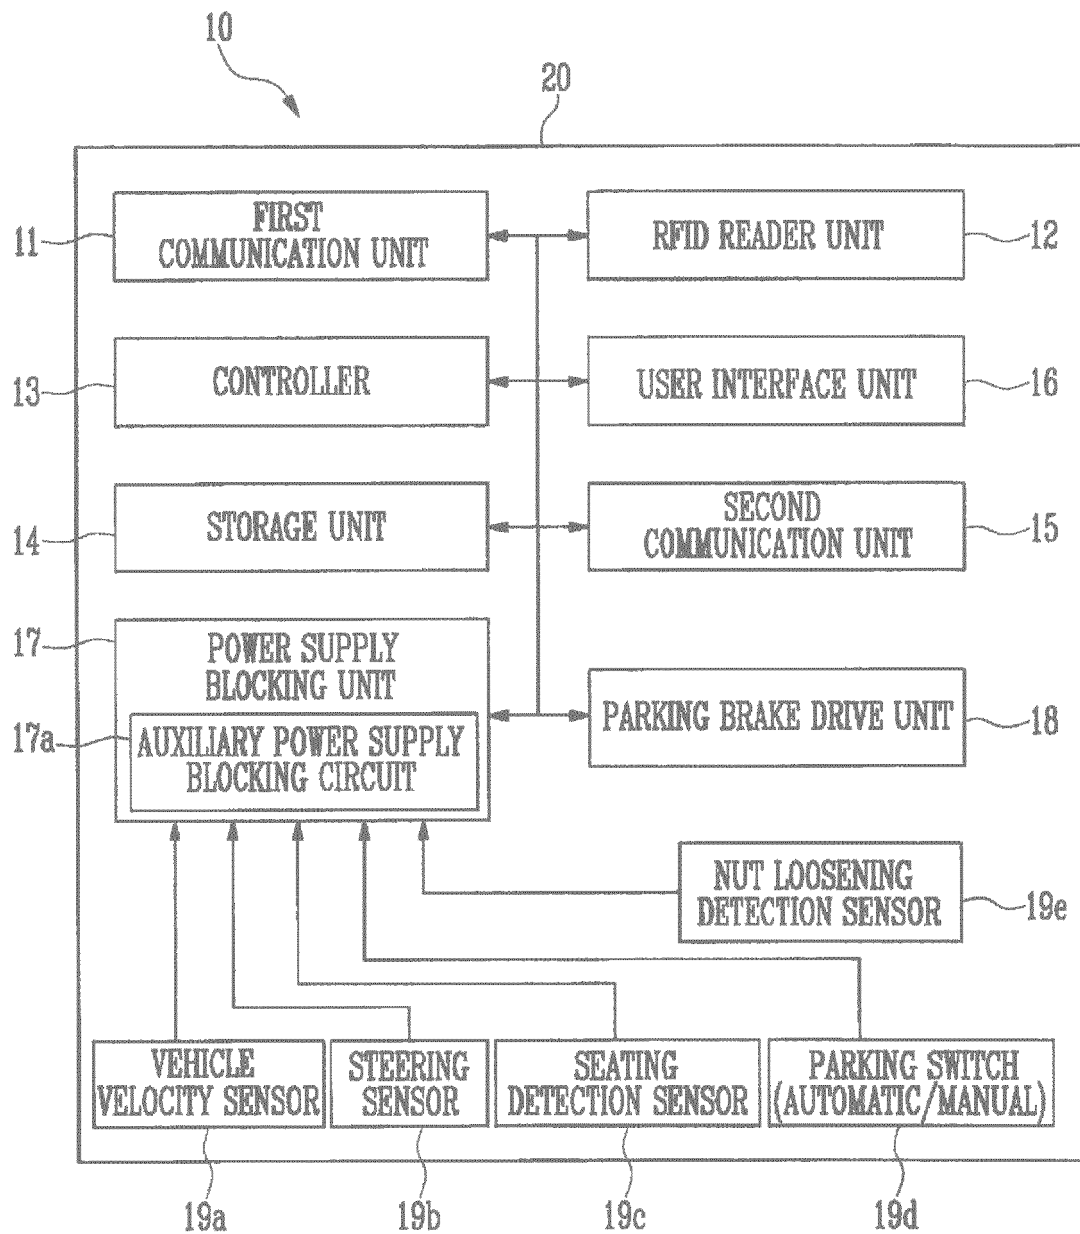 10
20
11
FIRST
COMMUNICATION UNIT
RFID READER UNIT
12
13
CONTROLLER
USER INTERFACE UNIT
16
14
STORAGE UNIT
SECOND
COMMUNICATION UNIT
15
17
POWER SUPPLY
BLOCKING UNIT
17a
AUXILIARY POWER SUPPLY
BLOCKING CIRCUIT
PARKING BRAKE DRIVE UNIT
18
NUT LOOSENING
DETECTION SENSOR
19e
VEHICLE
VELOCITY SENSOR
STEERING
SENSOR
SEATING
DETECTION SENSOR
PARKING SWITCH
(AUTOMATIC/MANUAL)
19a
19b
19c
19d